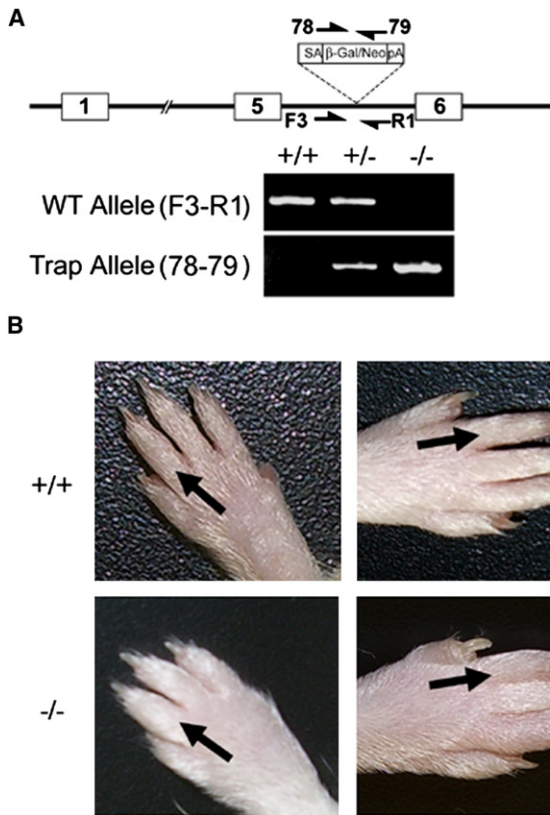 A
78 79
SA β-Gal/Neo pA
1 5 6
F3 R1
+/+ +/- -/-
WT Allele (F3-R1)
Trap Allele (78-79)
B
+/+
-/-